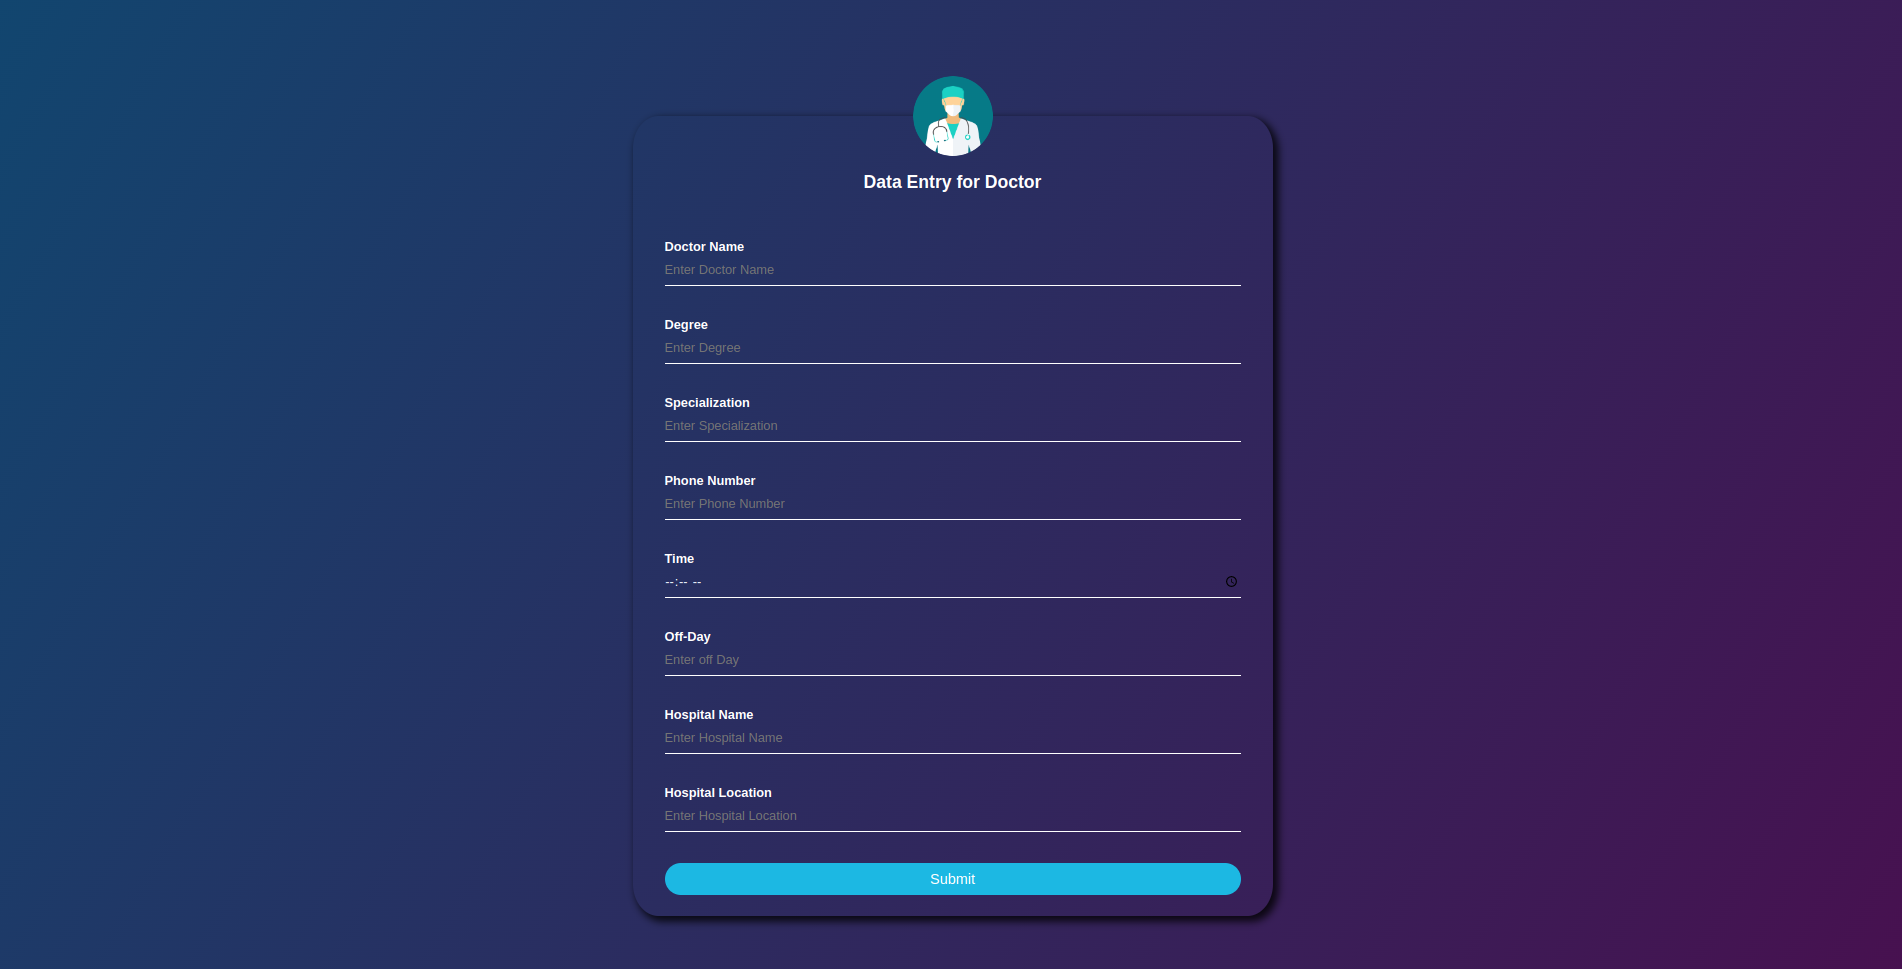 Data Entry for Doctor
Doctor Name
Enter Doctor Name
Degree
Enter Degree
Specialization
Enter Specialization
Phone Number
Enter Phone Number
Time
--:-- --
Off-Day
Enter off Day
Hospital Name
Enter Hospital Name
Hospital Location
Enter Hospital Location
Submit